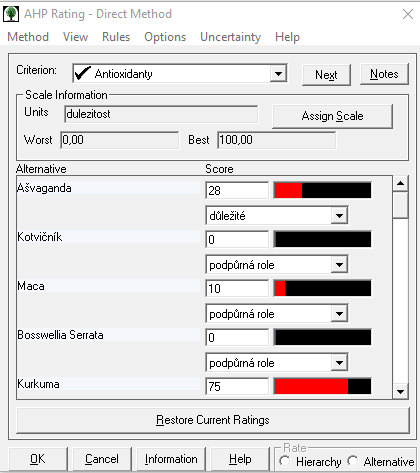 AHP Rating - Direct Method
Method View Rules Options Uncertainty Help
Criterion: Antioxidanty Next Notes
Scale Information
Units dulezitost Assign Scale
Worst 0,00 Best 100,00
Alternative Score
Ašvaganda 28
důležité
Kotvičník 0
podpůrná role
Maca 10
podpůrná role
Bosswellia Serrata 0
podpůrná role
Kurkuma 75
Restore Current Ratings
OK Cancel Information Help Rate Hierarchy Alternative